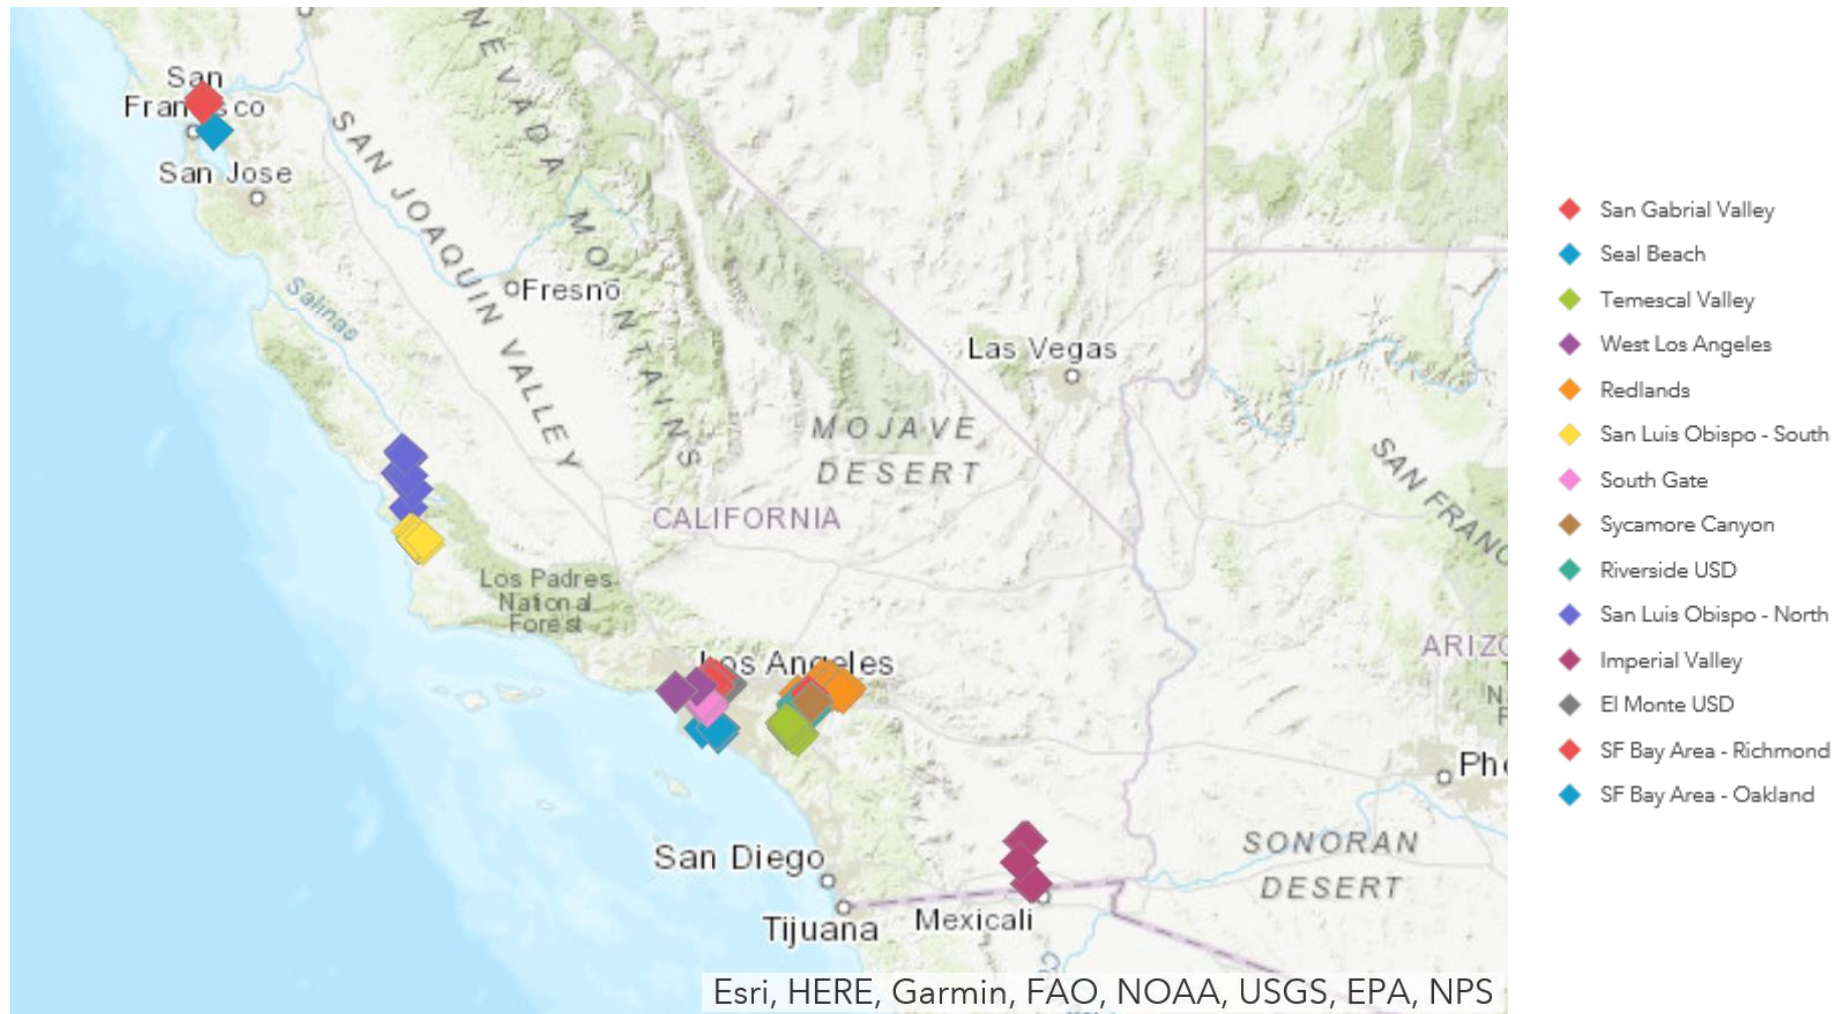 San
Francisco
San Jose
NEVADA
MOUNTAINS
SAN JOAQUIN VALLEY
Salinas
Fresno
Las Vegas
MOJAVE
DESERT
CALIFORNIA
SAN FRANC
Los Padres
National
Forest
Los Angeles
ARIZO
Pho
San Diego
Tijuana
Mexicali
SONORAN
DESERT
Esri, HERE, Garmin, FAO, NOAA, USGS, EPA, NPS
San Gabrial Valley
Seal Beach
Temescal Valley
West Los Angeles
Redlands
San Luis Obispo - South
South Gate
Sycamore Canyon
Riverside USD
San Luis Obispo - North
Imperial Valley
El Monte USD
SF Bay Area - Richmond
SF Bay Area - Oakland